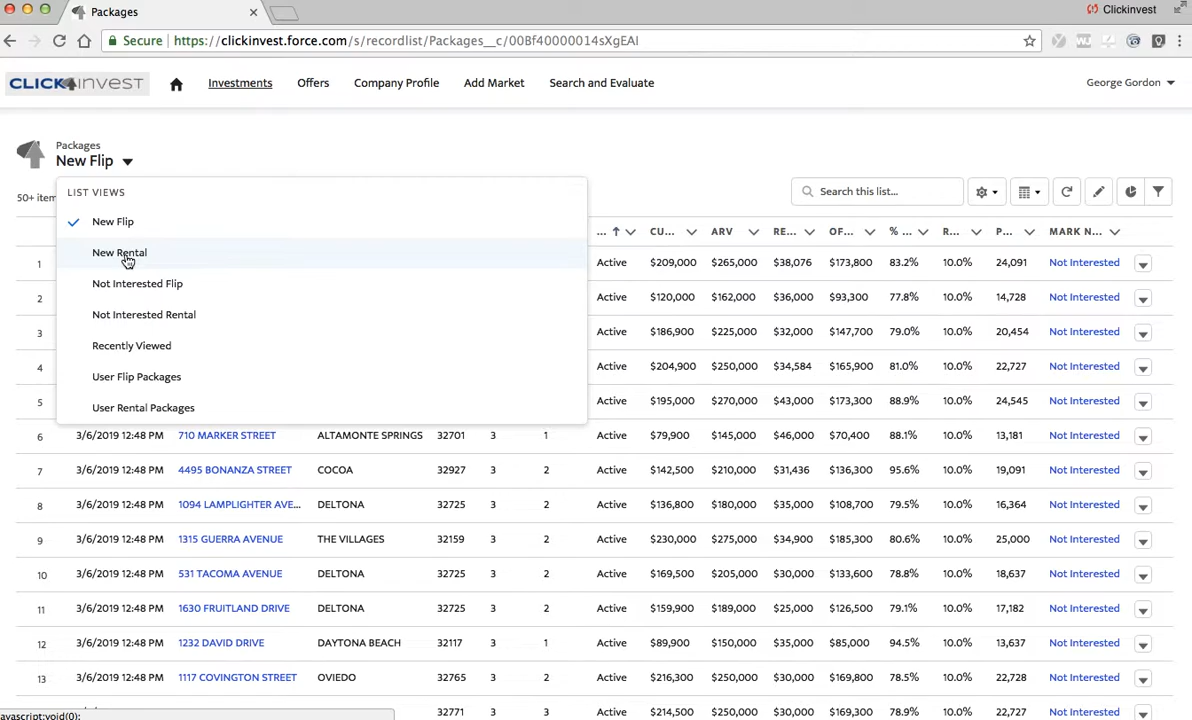 Packages
Clickinvest
Secure https://clickinvest.force.com/s/recordlist/Packages__c/00Bf40000014sXgEAI
CLICK INVEST Investments Offers Company Profile Add Market Search and Evaluate George Gordon
Packages
New Flip
50+ item
Search this list...
LIST VIEWS
New Flip
New Rental
Not Interested Flip
Not Interested Rental
Recently Viewed
User Flip Packages
User Rental Packages
... CU... ARV RE... OF... % ... R... P... MARK N...
1 Active $209,000 $265,000 $38,076 $173,800 83.2% 10.0% 24,091 Not Interested
2 Active $120,000 $162,000 $36,000 $93,300 77.8% 10.0% 14,728 Not Interested
3 Active $186,900 $225,000 $32,000 $147,700 79.0% 10.0% 20,454 Not Interested
4 Active $204,900 $250,000 $34,584 $165,900 81.0% 10.0% 22,727 Not Interested
5 Active $195,000 $270,000 $43,000 $173,300 88.9% 10.0% 24,545 Not Interested
6 3/6/2019 12:48 PM 710 MARKER STREET ALTAMONTE SPRINGS 32701 3 1 Active $79,900 $145,000 $46,000 $70,400 88.1% 10.0% 13,181 Not Interested
7 3/6/2019 12:48 PM 4495 BONANZA STREET COCOA 32927 3 2 Active $142,500 $210,000 $31,436 $136,300 95.6% 10.0% 19,091 Not Interested
8 3/6/2019 12:48 PM 1094 LAMPLIGHTER AVE... DELTONA 32725 3 2 Active $136,800 $180,000 $35,000 $108,700 79.5% 10.0% 16,364 Not Interested
9 3/6/2019 12:48 PM 1315 GUERRA AVENUE THE VILLAGES 32159 3 2 Active $230,000 $275,000 $34,900 $185,300 80.6% 10.0% 25,000 Not Interested
10 3/6/2019 12:48 PM 531 TACOMA AVENUE DELTONA 32725 3 2 Active $169,500 $205,000 $30,000 $133,600 78.8% 10.0% 18,637 Not Interested
11 3/6/2019 12:48 PM 1630 FRUITLAND DRIVE DELTONA 32725 3 2 Active $159,900 $189,000 $25,000 $126,500 79.1% 10.0% 17,182 Not Interested
12 3/6/2019 12:48 PM 1232 DAVID DRIVE DAYTONA BEACH 32117 3 1 Active $89,900 $150,000 $35,000 $85,000 94.5% 10.0% 13,637 Not Interested
13 3/6/2019 12:48 PM 1117 COVINGTON STREET OVIEDO 32765 3 2 Active $216,300 $250,000 $30,000 $169,800 78.5% 10.0% 22,728 Not Interested
32771 3 3 Active $214,500 $250,000 $31,000 $169,300 78.9% 10.0% 22,728 Not Interested
avascript:void(0);